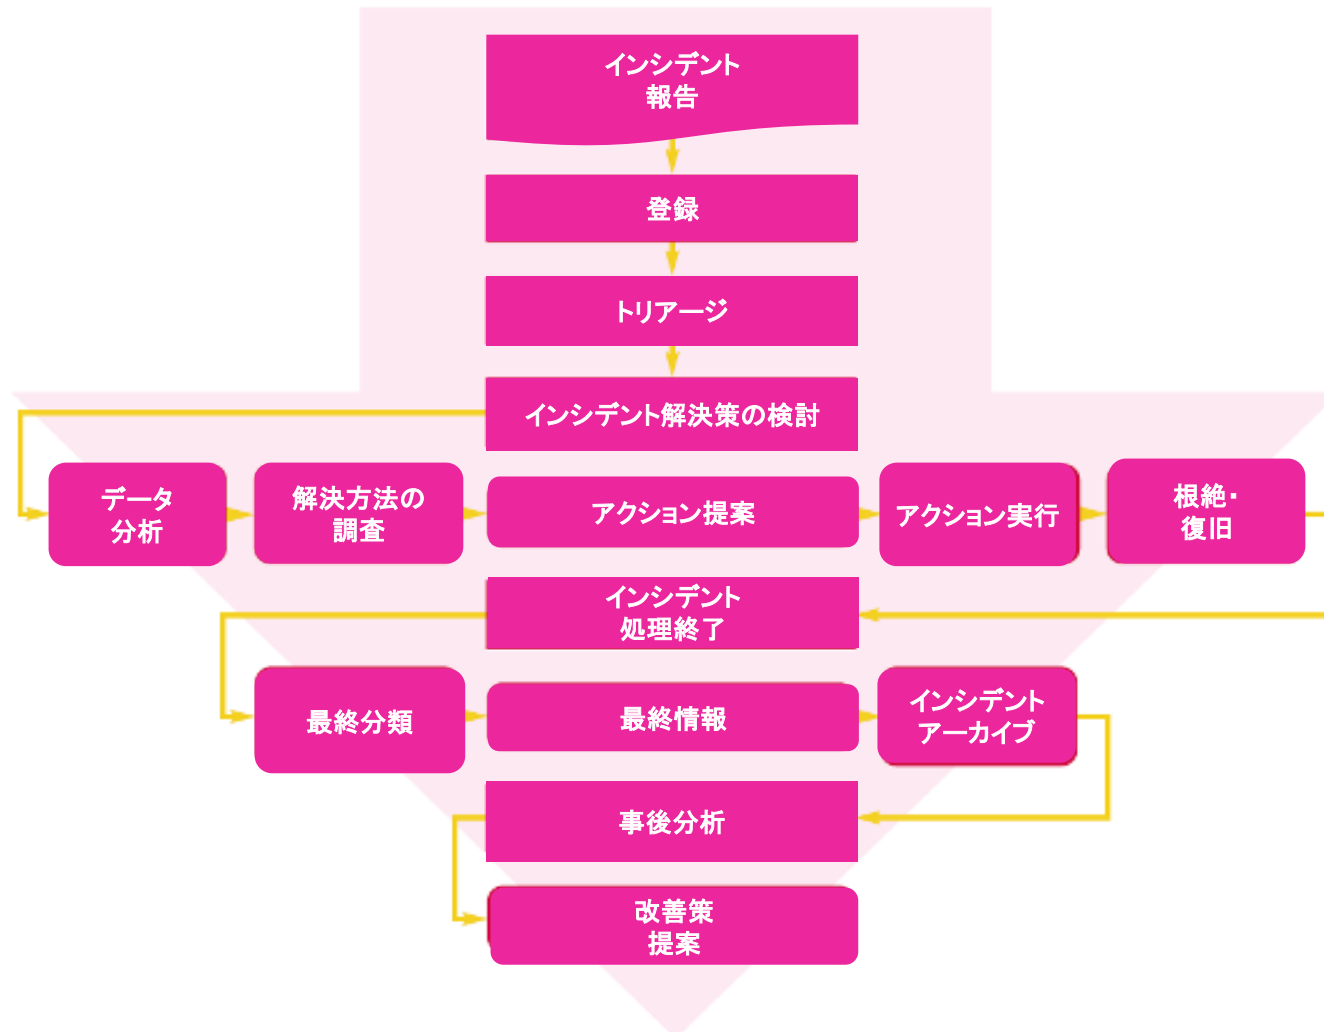 インシデント
報告
登録
トリアージ
インシデント解決策の検討
データ
分析
解決方法の
調査
アクション提案
アクション実行
根絶・
復旧
インシデント
処理終了
最終分類
最終情報
インシデント
アーカイブ
事後分析
改善策
提案